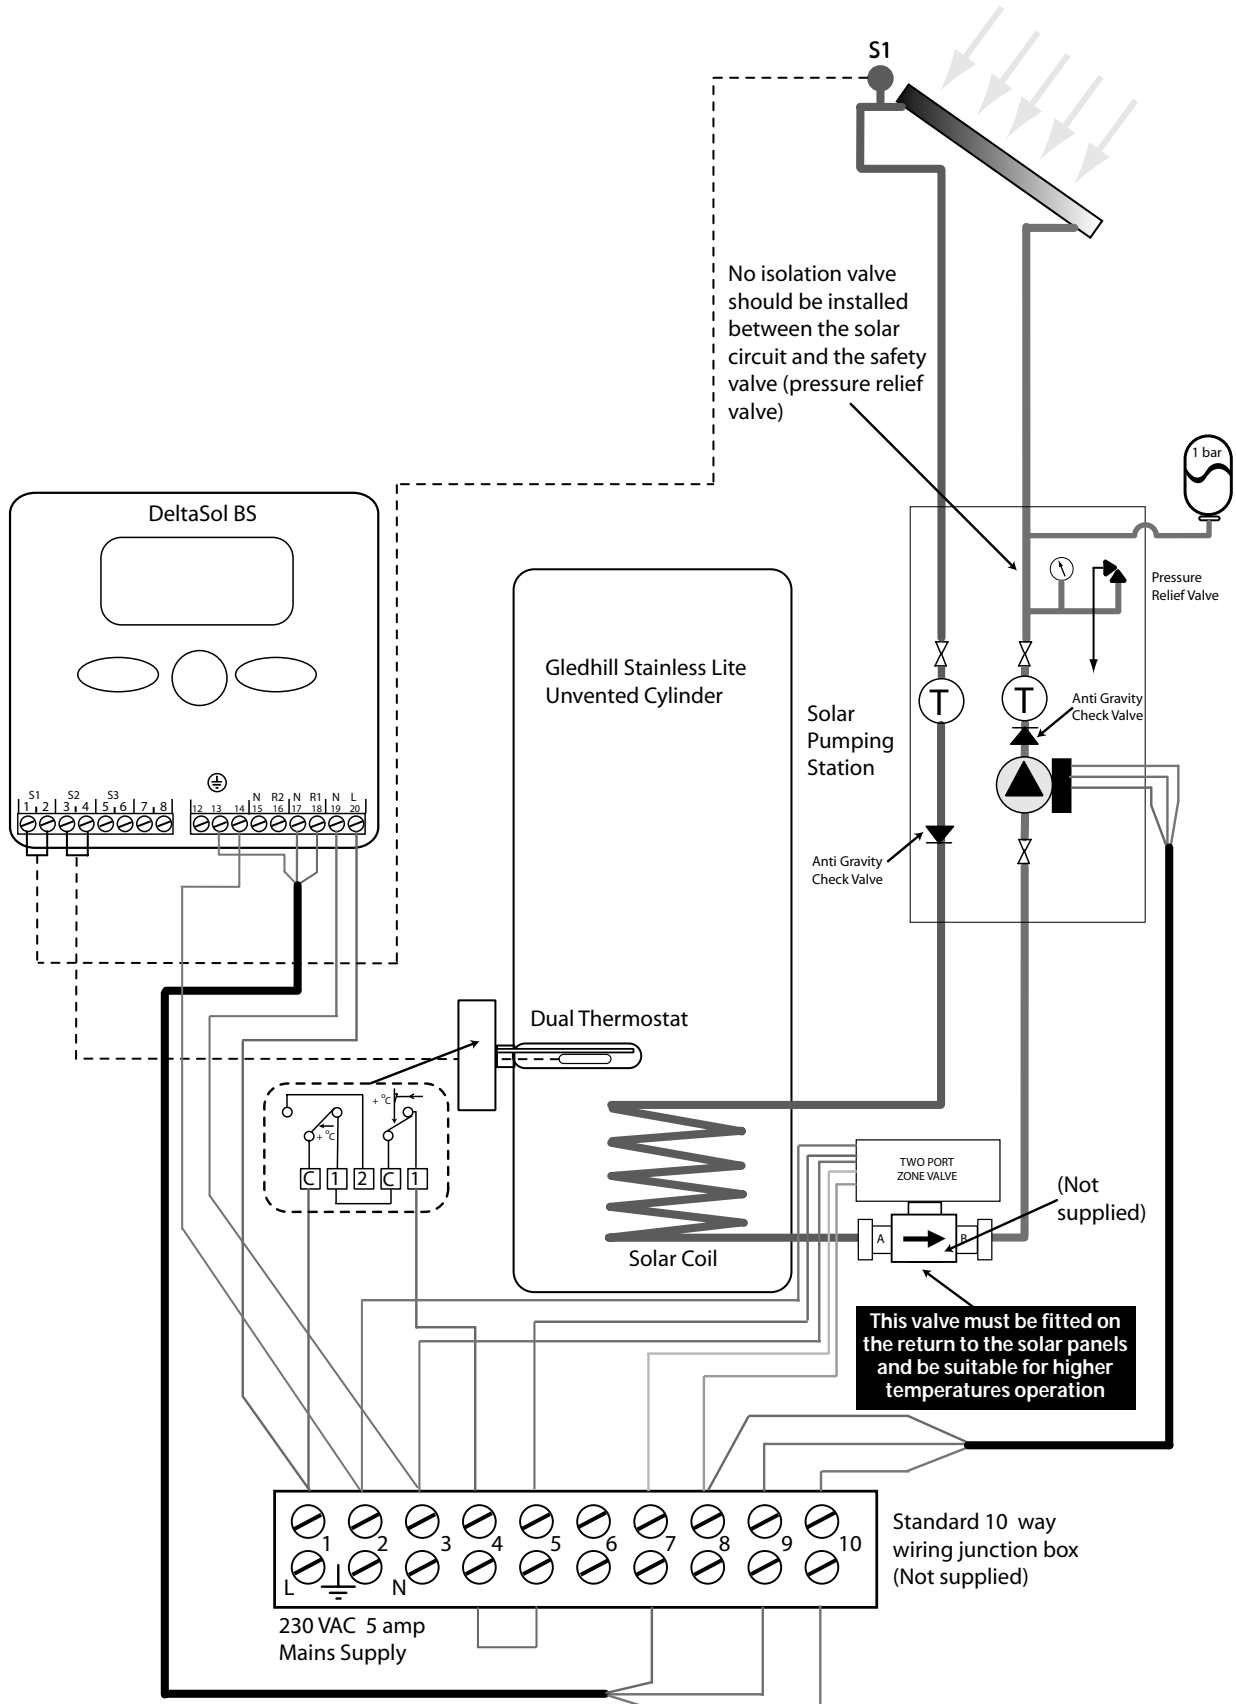 S1
No isolation valve
should be installed
between the solar
circuit and the safety
valve (pressure relief
valve)
1 bar
DeltaSol BS
Pressure
Relief Valve
Gledhill Stainless Lite
Unvented Cylinder
T
T
Anti Gravity
Check Valve
Solar
Pumping
Station
S1 S2 S3
1 2 3 4 5 6 7 8
N R2 N R1 N L
12 13 14 15 16 17 18 19 20
Anti Gravity
Check Valve
Dual Thermostat
+ °C
+ °C
C 1 2 C 1
TWO PORT
ZONE VALVE
(Not
supplied)
A B
Solar Coil
This valve must be fitted on
the return to the solar panels
and be suitable for higher
temperatures operation
1 2 3 4 5 6 7 8 9 10
L N
Standard 10 way
wiring junction box
(Not supplied)
230 VAC 5 amp
Mains Supply